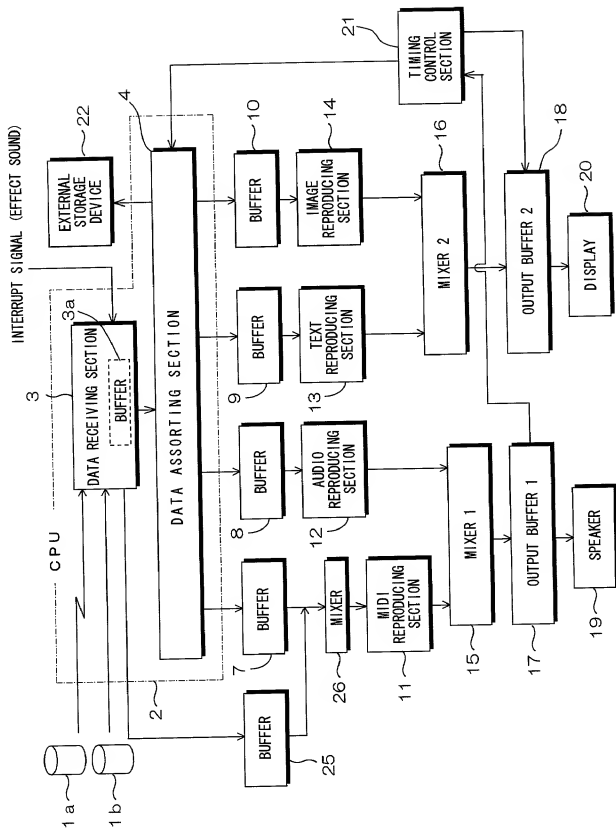 INTERRUPT SIGNAL (EFFECT SOUND)
1a
1b
CPU
2
3
DATA RECEIVING SECTION
3a
BUFFER
4
DATA ASSORTING SECTION
22
EXTERNAL
STORAGE
DEVICE
21
TIMING
CONTROL
SECTION
25
BUFFER
7
BUFFER
8
BUFFER
9
BUFFER
10
BUFFER
26
MIXER
11
MIDI
REPRODUCING
SECTION
12
AUDIO
REPRODUCING
SECTION
13
TEXT
REPRODUCING
SECTION
14
IMAGE
REPRODUCING
SECTION
15
MIXER 1
16
MIXER 2
17
OUTPUT BUFFER 1
18
OUTPUT BUFFER 2
19
SPEAKER
20
DISPLAY